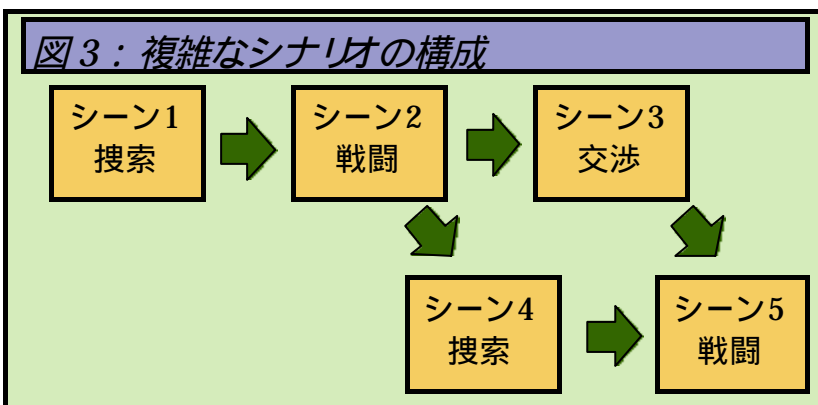 図3:複雑なシナリオの構成
シーン1
捜索
シーン2
戦闘
シーン3
交渉
シーン4
捜索
シーン5
戦闘